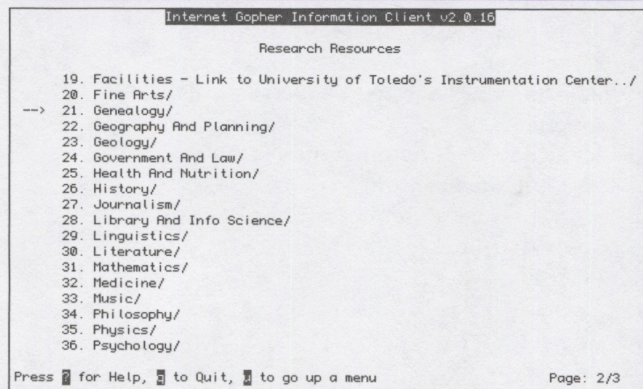 Internet Gopher Information Client v2.0.16
Research Resources
19. Facilities - Link to University of Toledo's Instrumentation Center../
20. Fine Arts/
--> 21. Genealogy/
22. Geography And Planning/
23. Geology/
24. Government And Law/
25. Health And Nutrition/
26. History/
27. Journalism/
28. Library And Info Science/
29. Linguistics/
30. Literature/
31. Mathematics/
32. Medicine/
33. Music/
34. Philosophy/
35. Physics/
36. Psychology/
Press ? for Help, q to Quit, u to go up a menu Page: 2/3